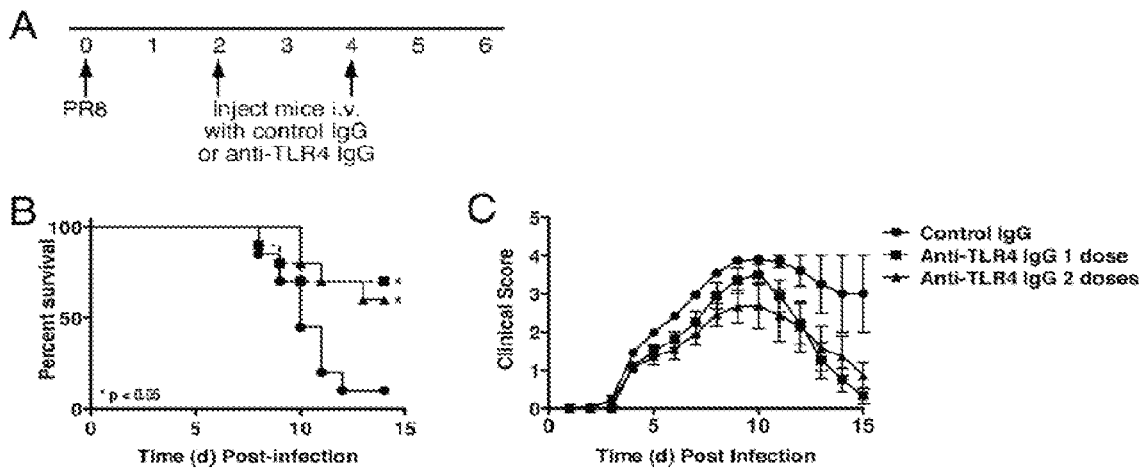 A
0 1 2 3 4 5 6
PR8
Inject mice i.v.
with control IgG
or anti-TLR4 IgG
B
Percent survival
100
50
0
* p < 0.05
0 5 10 15
Time (d) Post-infection
*
*
C
Clinical Score
5
4
3
2
1
0
0 5 10 15
Time (d) Post Infection
Control IgG
Anti-TLR4 IgG 1 dose
Anti-TLR4 IgG 2 doses